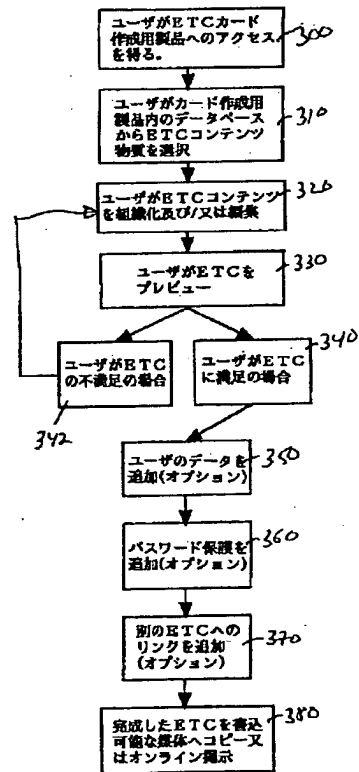 ユーザがETCカード
作成用製品へのアクセス
を得る。
300
ユーザがカード作成用
製品内のデータベース
からETCコンテンツ
物質を選択
310
ユーザがETCコンテンツ
を組織化及び/又は編集
320
ユーザがETCを
プレビュー
330
ユーザがETC
の不満足の場合
342
ユーザがETC
に満足の場合
340
ユーザのデータを
追加(オプション)
350
パスワード保護を
追加(オプション)
360
別のETCへの
リンクを追加
(オプション)
370
完成したETCを書込
可能な媒体へコピー又
はオンライン掲示
380